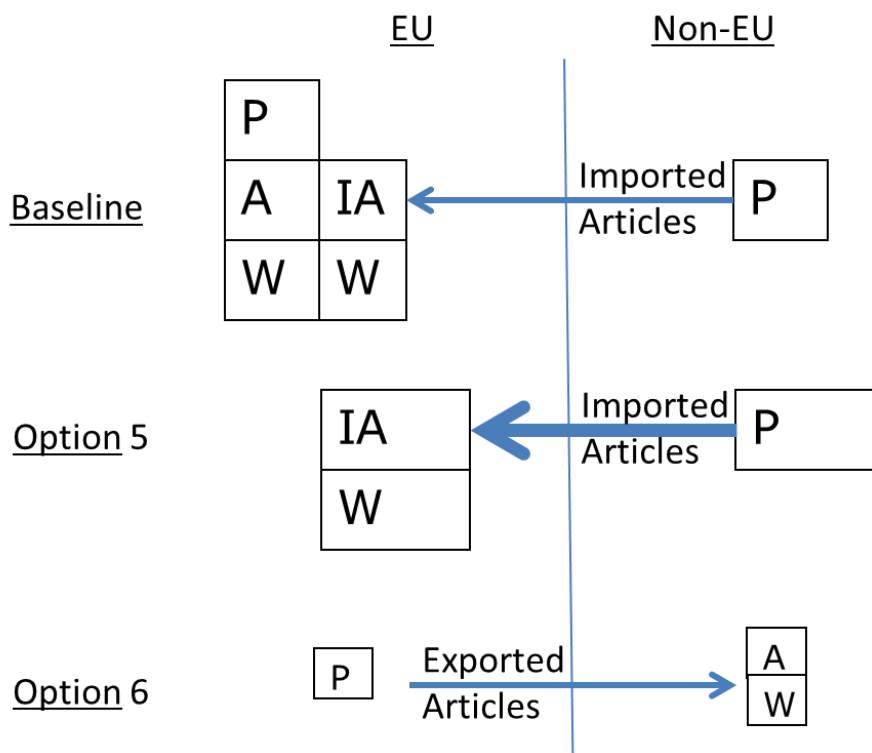 EU Non-EU
P
Imported
Baseline A IA P
Articles
W W
Imported
Option 5 IA P
Articles
W
Exported A
Option 6 P
Articles W